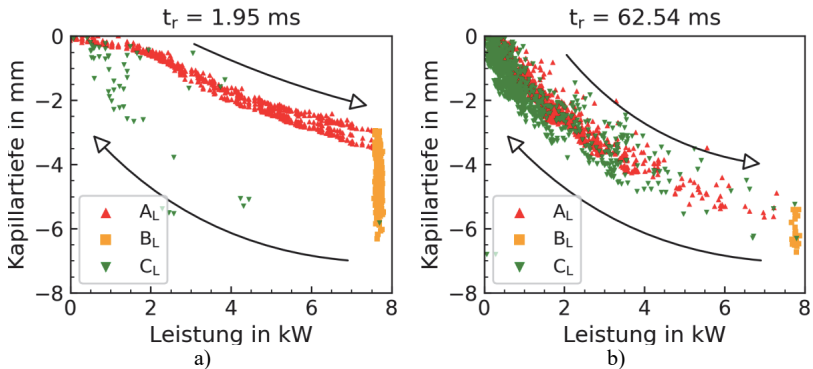 t_r = 1.95 ms
0
−2
−4
−6
−8
Kapillartiefe in mm
A_L
B_L
C_L
0 2 4 6 8
Leistung in kW
a)
t_r = 62.54 ms
0
−2
−4
−6
−8
Kapillartiefe in mm
A_L
B_L
C_L
0 2 4 6 8
Leistung in kW
b)